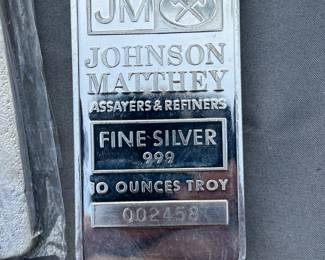 JM
JOHNSON
MATTHEY
ASSAYERS & REFINERS
FINE SILVER
999
10 OUNCES TROY
002458